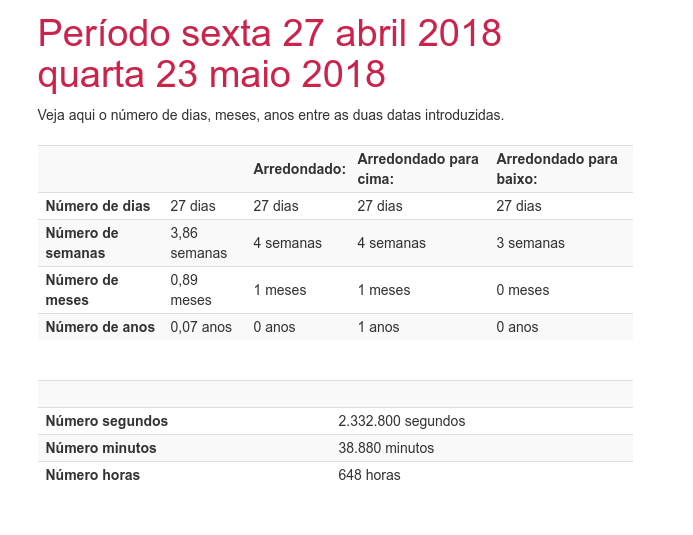 Período sexta 27 abril 2018
quarta 23 maio 2018
Veja aqui o número de dias, meses, anos entre as duas datas introduzidas.
Arredondado: Arredondado para cima: Arredondado para baixo:
Número de dias 27 dias 27 dias 27 dias 27 dias
Número de semanas 3,86 semanas 4 semanas 4 semanas 3 semanas
Número de meses 0,89 meses 1 meses 1 meses 0 meses
Número de anos 0,07 anos 0 anos 1 anos 0 anos
Número segundos 2.332.800 segundos
Número minutos 38.880 minutos
Número horas 648 horas